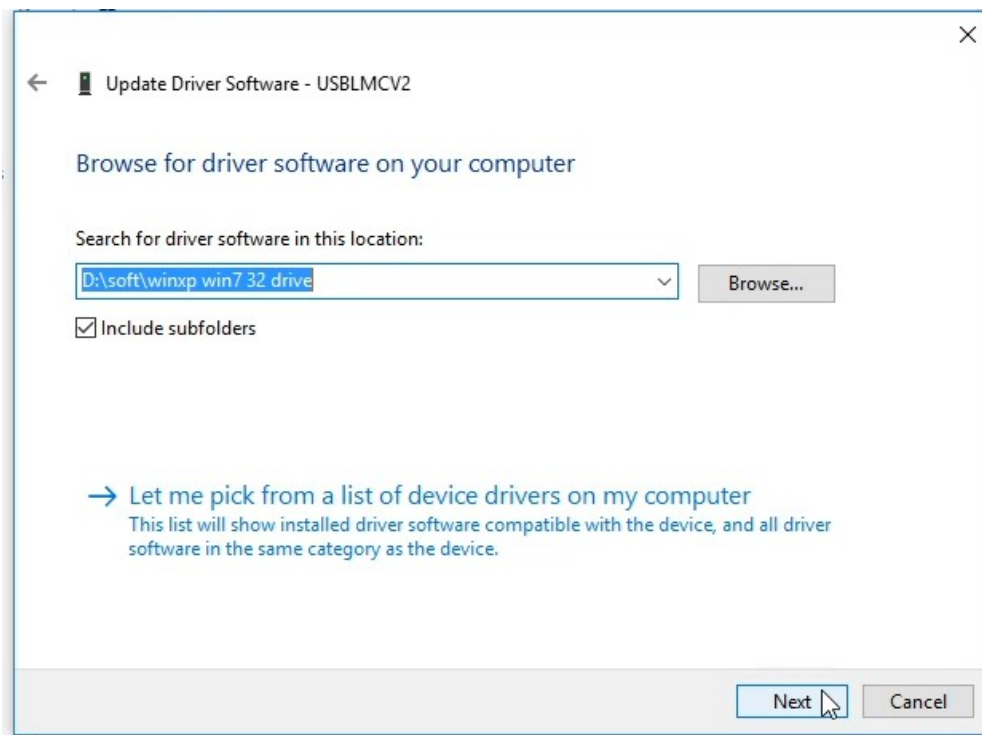 Update Driver Software - USBLMCV2
Browse for driver software on your computer
Search for driver software in this location:
D:\soft\winxp win7 32 drive
Browse...
Include subfolders
Let me pick from a list of device drivers on my computer
This list will show installed driver software compatible with the device, and all driver
software in the same category as the device.
Next
Cancel